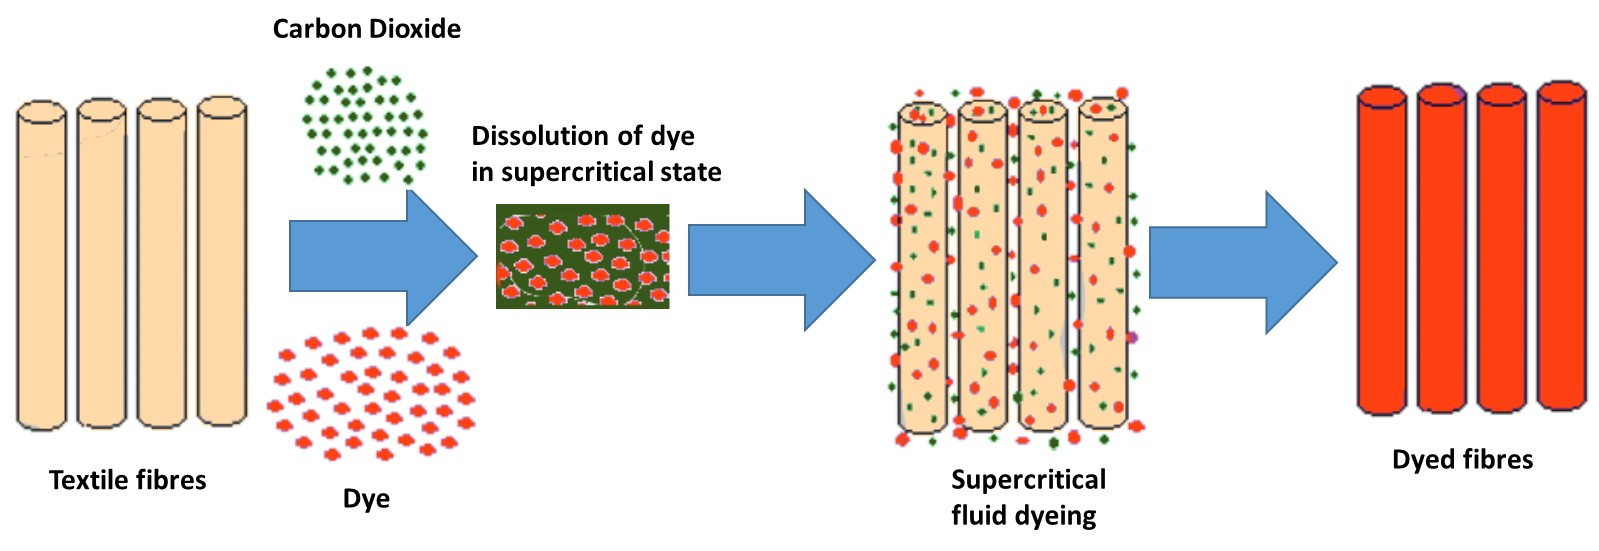 Carbon Dioxide
Dissolution of dye
in supercritical state
Textile fibres
Dye
Supercritical
fluid dyeing
Dyed fibres